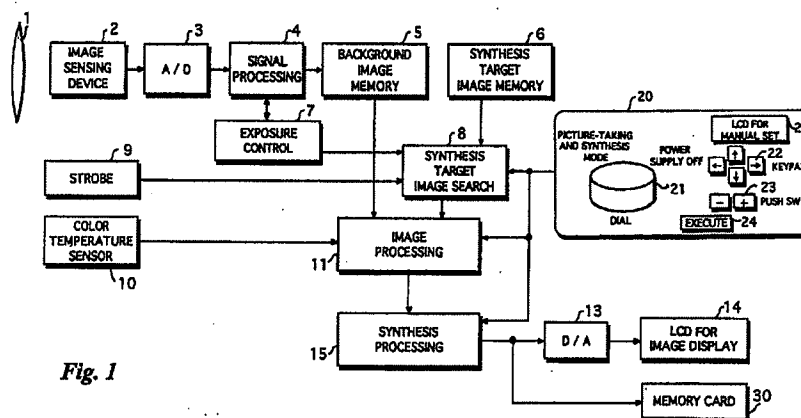 1
2
IMAGE
SENSING
DEVICE
3
A / D
4
SIGNAL
PROCESSING
5
BACKGROUND
IMAGE
MEMORY
6
SYNTHESIS
TARGET
IMAGE MEMORY
7
EXPOSURE
CONTROL
8
SYNTHESIS
TARGET
IMAGE SEARCH
9
STROBE
COLOR
TEMPERATURE
SENSOR
10
IMAGE
PROCESSING
11
SYNTHESIS
PROCESSING
15
13
D / A
14
LCD FOR
IMAGE DISPLAY
MEMORY CARD
30
20
LCD FOR
MANUAL SET
PICTURE-TAKING
AND SYNTHESIS
MODE
POWER
SUPPLY OFF
↑
← →
↓
22
21
DIAL
23
− +
EXECUTE
24
Fig. 1